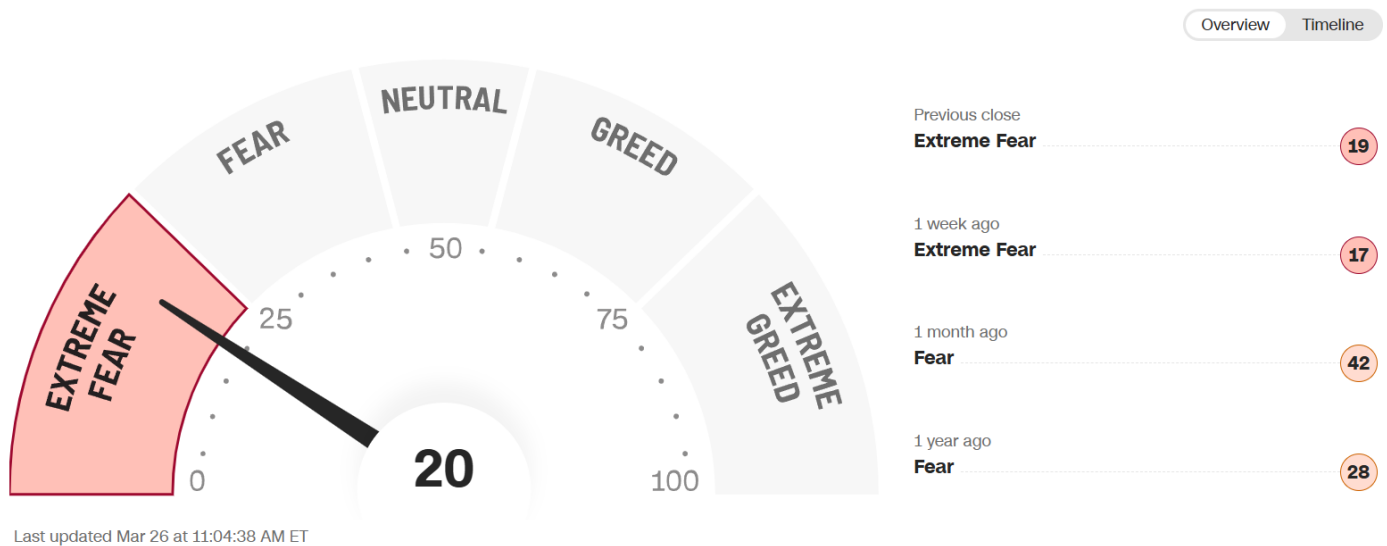 Overview
Timeline
NEUTRAL
FEAR
GREED
EXTREME
FEAR
EXTREME
GREED
50
25
75
0
100
20
Last updated Mar 26 at 11:04:38 AM ET
Previous close
Extreme Fear
19
1 week ago
Extreme Fear
17
1 month ago
Fear
42
1 year ago
Fear
28